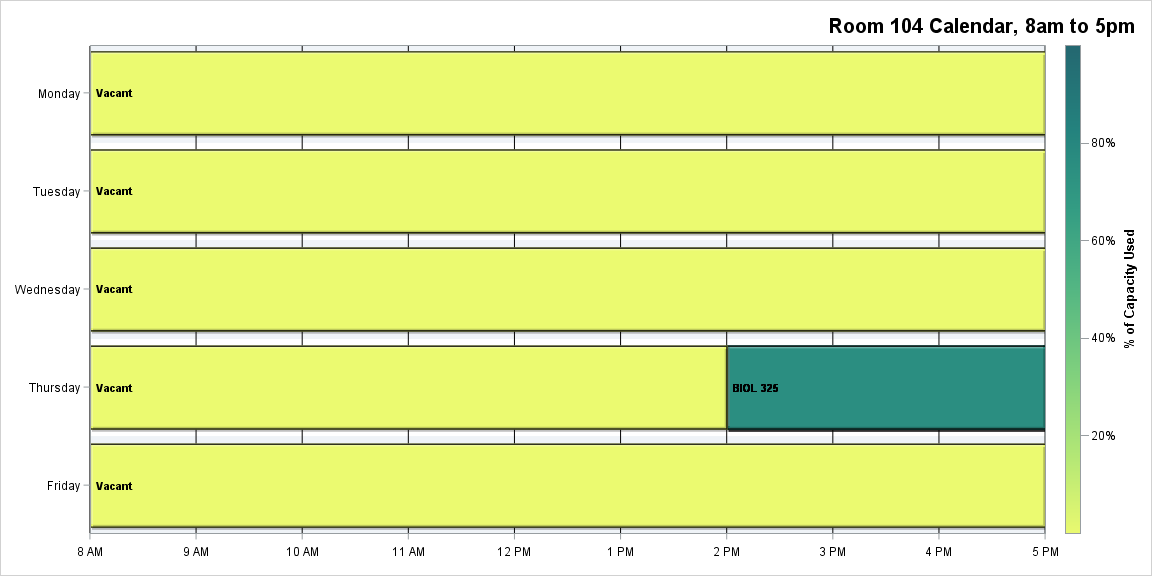 Room 104 Calendar, 8am to 5pm
Monday
Vacant
Tuesday
Vacant
Wednesday
Vacant
Thursday
Vacant
BIOL 325
Friday
Vacant
8 AM
9 AM
10 AM
11 AM
12 PM
1 PM
2 PM
3 PM
4 PM
5 PM
80%
60%
40%
20%
% of Capacity Used